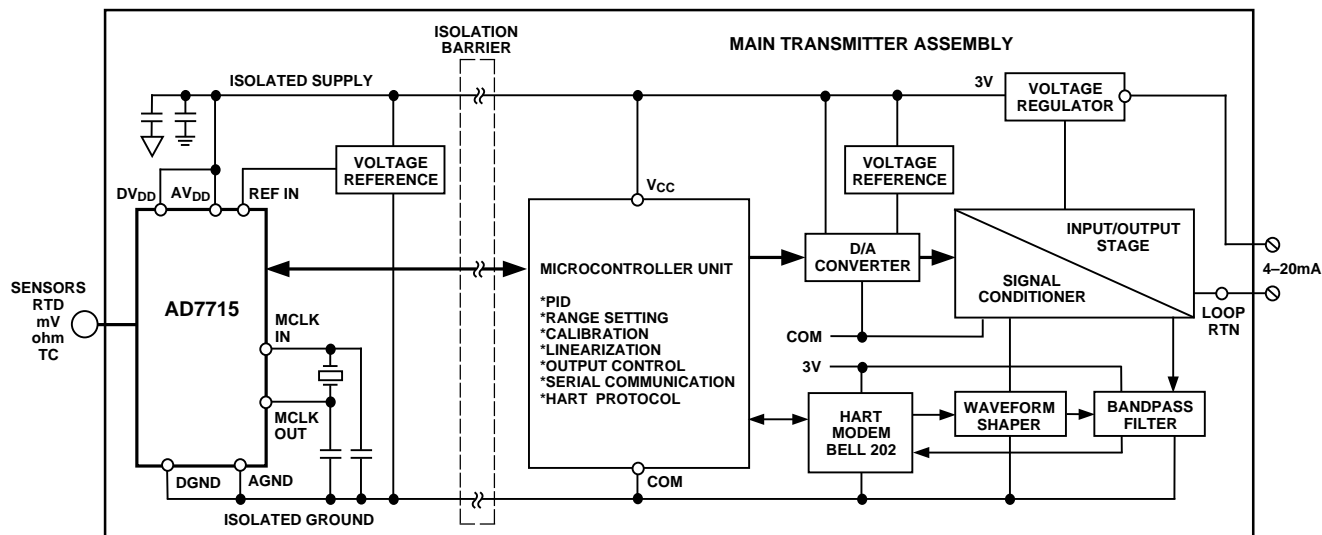 ISOLATION
BARRIER
MAIN TRANSMITTER ASSEMBLY
ISOLATED SUPPLY
3V
VOLTAGE
REGULATOR
VOLTAGE
REFERENCE
VOLTAGE
REFERENCE
DVDD
AVDD
REF IN
VCC
AD7715
MICROCONTROLLER UNIT
*PID
*RANGE SETTING
*CALIBRATION
*LINEARIZATION
*OUTPUT CONTROL
*SERIAL COMMUNICATION
*HART PROTOCOL
D/A
CONVERTER
INPUT/OUTPUT
STAGE
SIGNAL
CONDITIONER
4–20mA
LOOP
RTN
SENSORS
RTD
mV
ohm
TC
MCLK
IN
MCLK
OUT
COM
3V
HART
MODEM
BELL 202
WAVEFORM
SHAPER
BANDPASS
FILTER
DGND
AGND
COM
ISOLATED GROUND